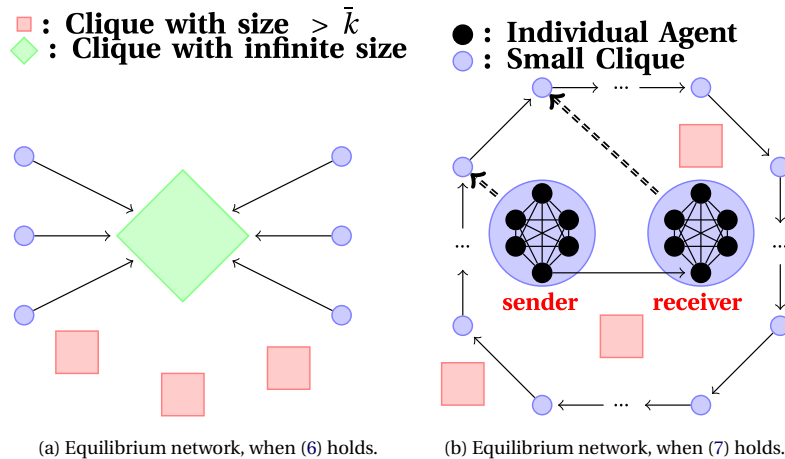 : Clique with size > k̄
: Clique with infinite size
: Individual Agent
: Small Clique
...
...
...
sender
receiver
...
(a) Equilibrium network, when (6) holds.
(b) Equilibrium network, when (7) holds.